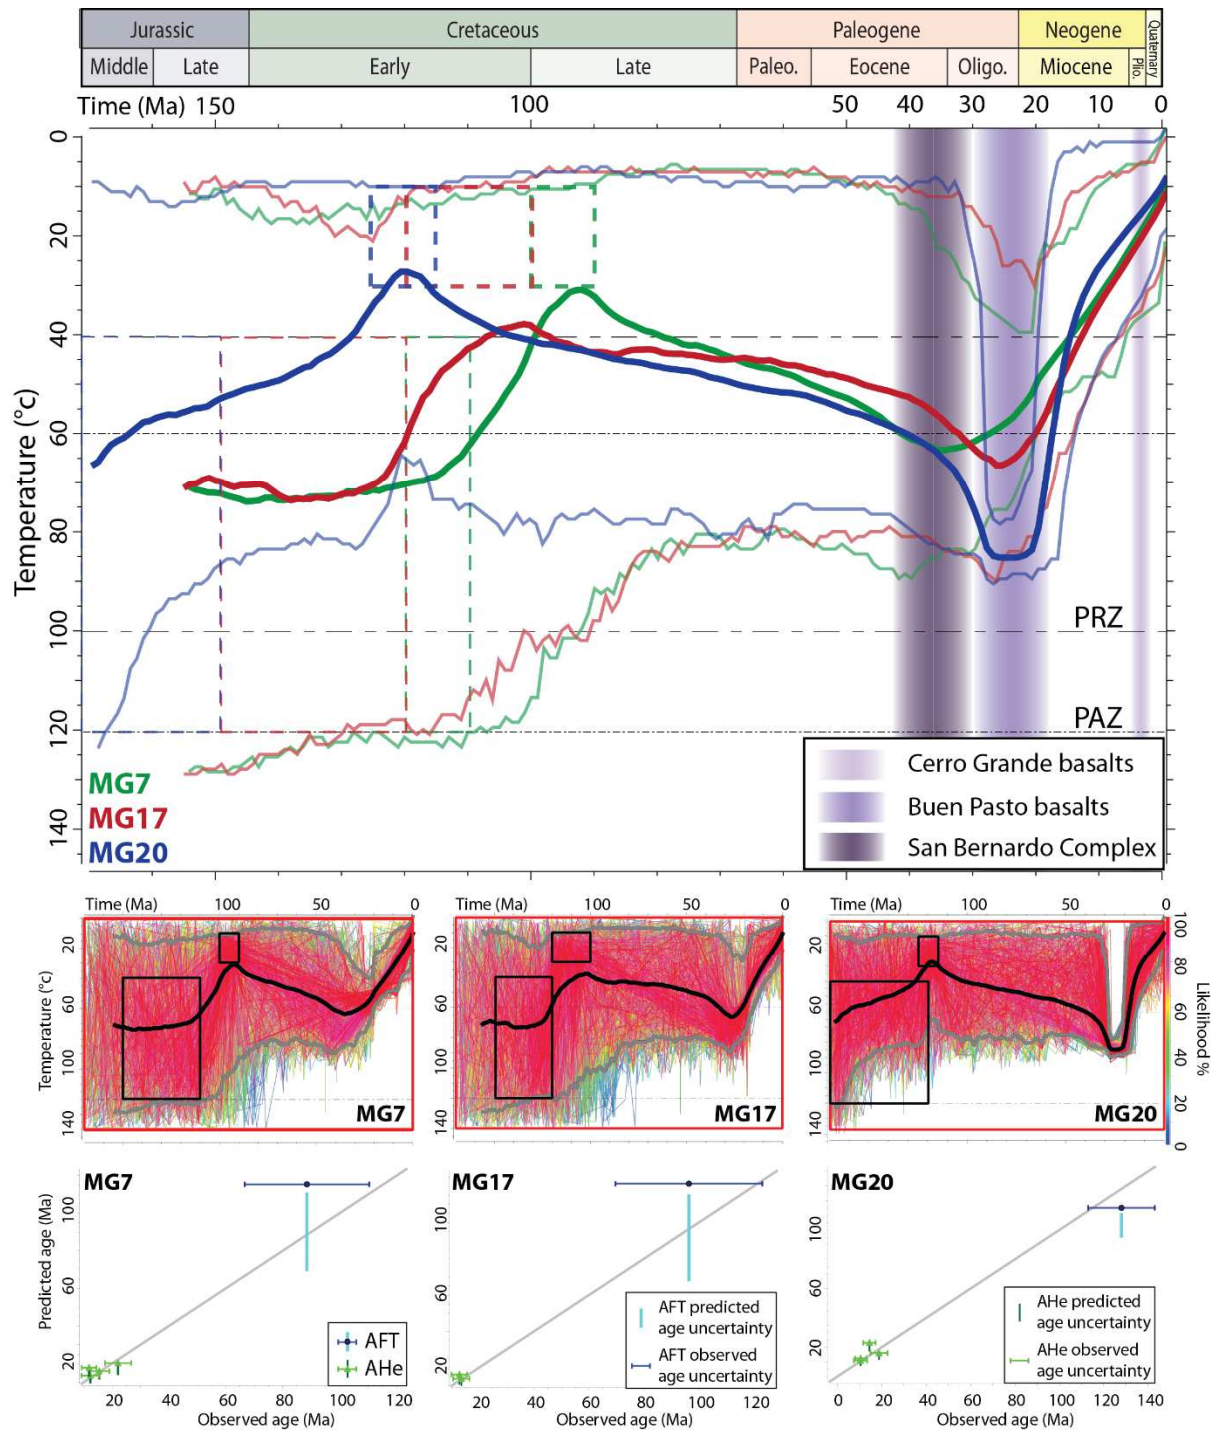 Jurassic Cretaceous Paleogene Neogene Quaternary
Middle Late Early Late Paleo. Eocene Oligo. Miocene Plio.
Time (Ma) 150 100 50 40 30 20 10 0
Temperature (°c)
0
20
40
60
80
100
120
140
PRZ
PAZ
MG7
MG17
MG20
Cerro Grande basalts
Buen Pasto basalts
San Bernardo Complex
Time (Ma) 100 50 0
Temperature (°c)
20
60
100
140
MG7
Time (Ma) 100 50 0
20
60
100
140
MG17
Time (Ma) 100 50 0
20
60
100
140
MG20
Likelihood %
100
80
60
40
20
0
MG7
Predicted age (Ma)
100
60
20
AFT
AHe
20 40 60 80 100 120
Observed age (Ma)
MG17
100
60
20
AFT predicted
age uncertainty
AFT observed
age uncertainty
20 40 60 80 100 120
Observed age (Ma)
MG20
100
60
20
AHe predicted
age uncertainty
AHe observed
age uncertainty
0 20 40 60 80 100 120 140
Observed age (Ma)